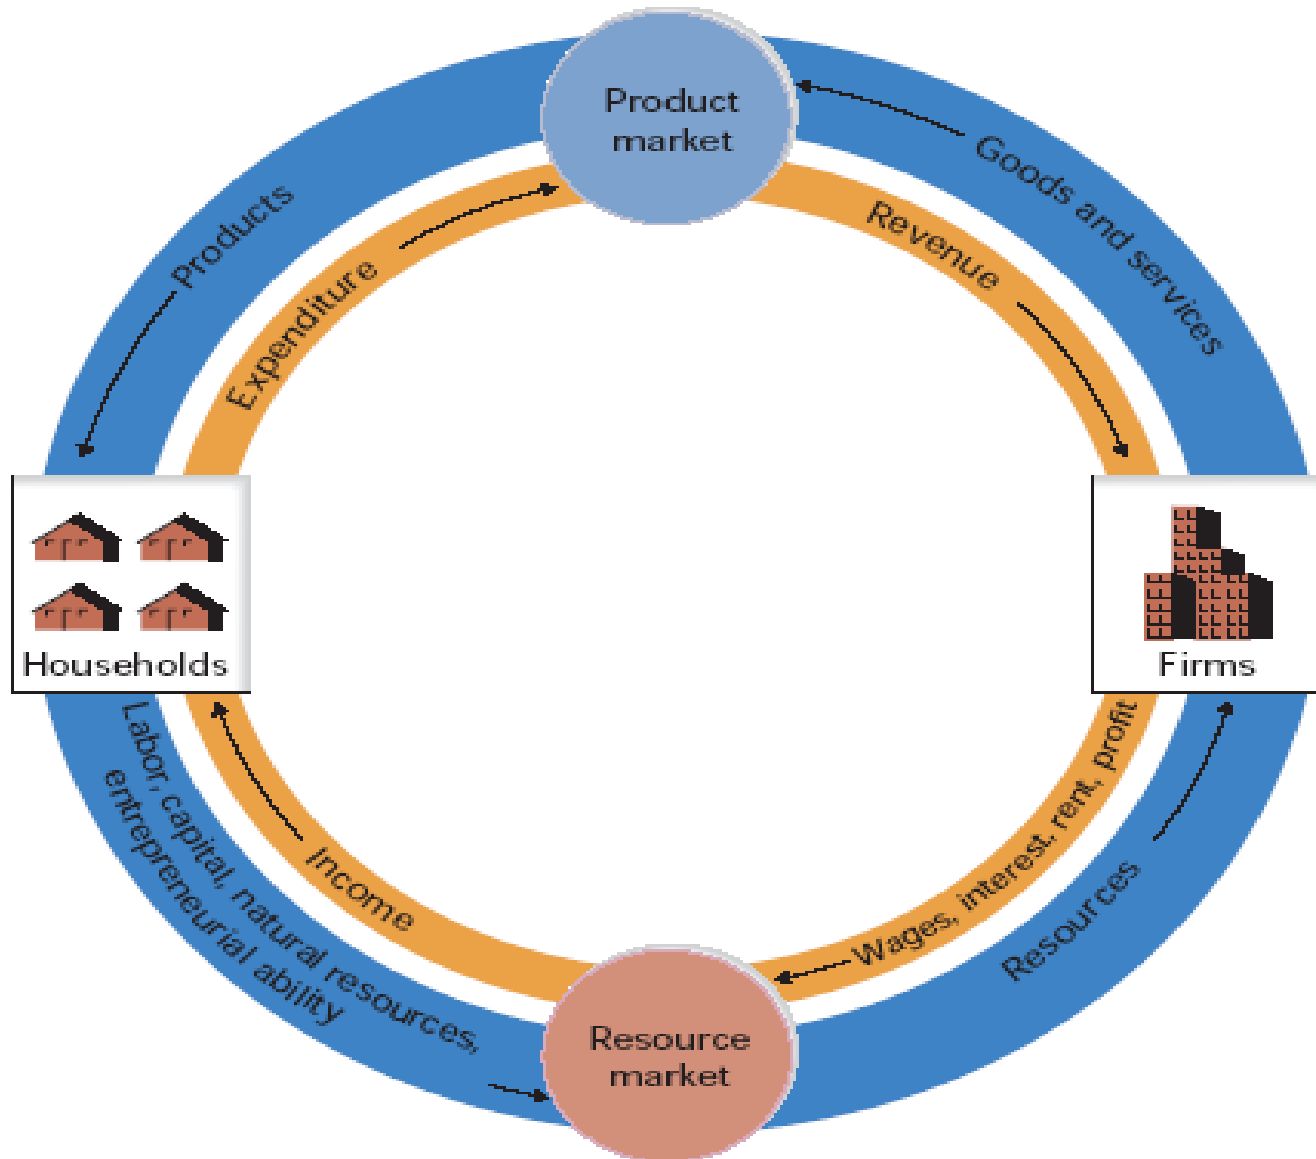 Product
market
Goods and services
Products
Revenue
Expenditure
Households
Firms
Labor, capital, natural resources,
entrepreneurial ability
Income
Wages, interest, rent, profit
Resources
Resource
market